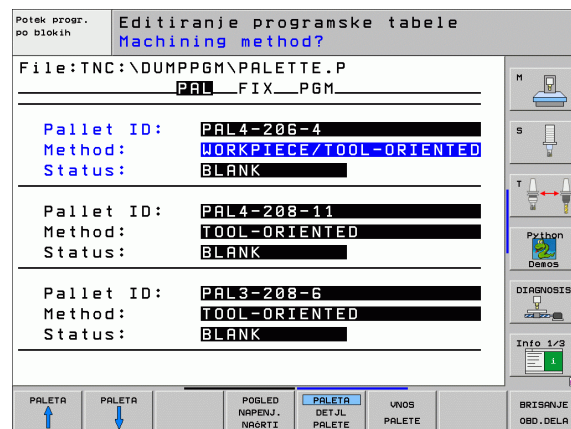 Potek progr.
po blokih
Editiranje programske tabele
Machining method?
File:TNC:\DUMPPGM\PALETTE.P
PAL FIX PGM
Pallet ID: PAL4-206-4
Method: WORKPIECE/TOOL-ORIENTED
Status: BLANK
Pallet ID: PAL4-208-11
Method: TOOL-ORIENTED
Status: BLANK
Pallet ID: PAL3-208-6
Method: TOOL-ORIENTED
Status: BLANK
M
S
T
Python
Demos
DIAGNOSIS
Info 1/3
i
PALETA
PALETA
POGLED
NAPENJ.
NAčRTI
PALETA
DETJL
PALETE
VNOS
PALETE
BRISANJE
OBD.DELA